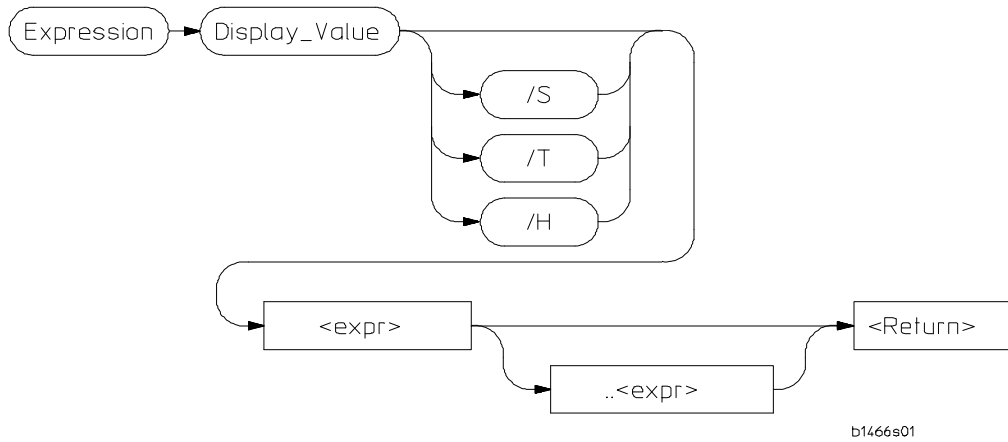 Expression
Display_Value
/S
/T
/H
<expr>
..<expr>
<Return>
b1466s01